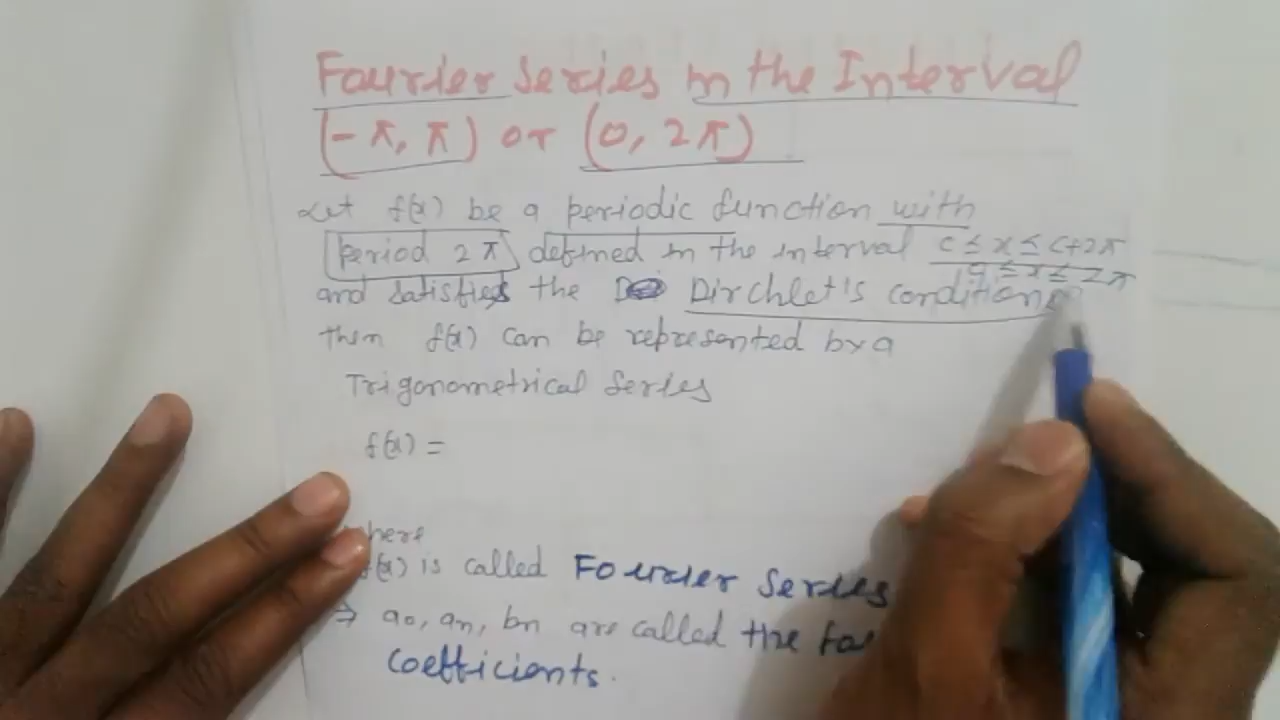 Fourier Series in the Interval
(-π, π) or (0, 2π)
Let f(x) be a periodic function with
period 2π defined in the interval c ≤ x ≤ c+2π
0 ≤ x ≤ 2π
and satisfies the Dirchlet's conditions
then f(x) can be represented by a
Trigonometrical Series
f(x) =
where
f(x) is called Fourier Series
⇒ a0, an, bn are called the
coefficients.